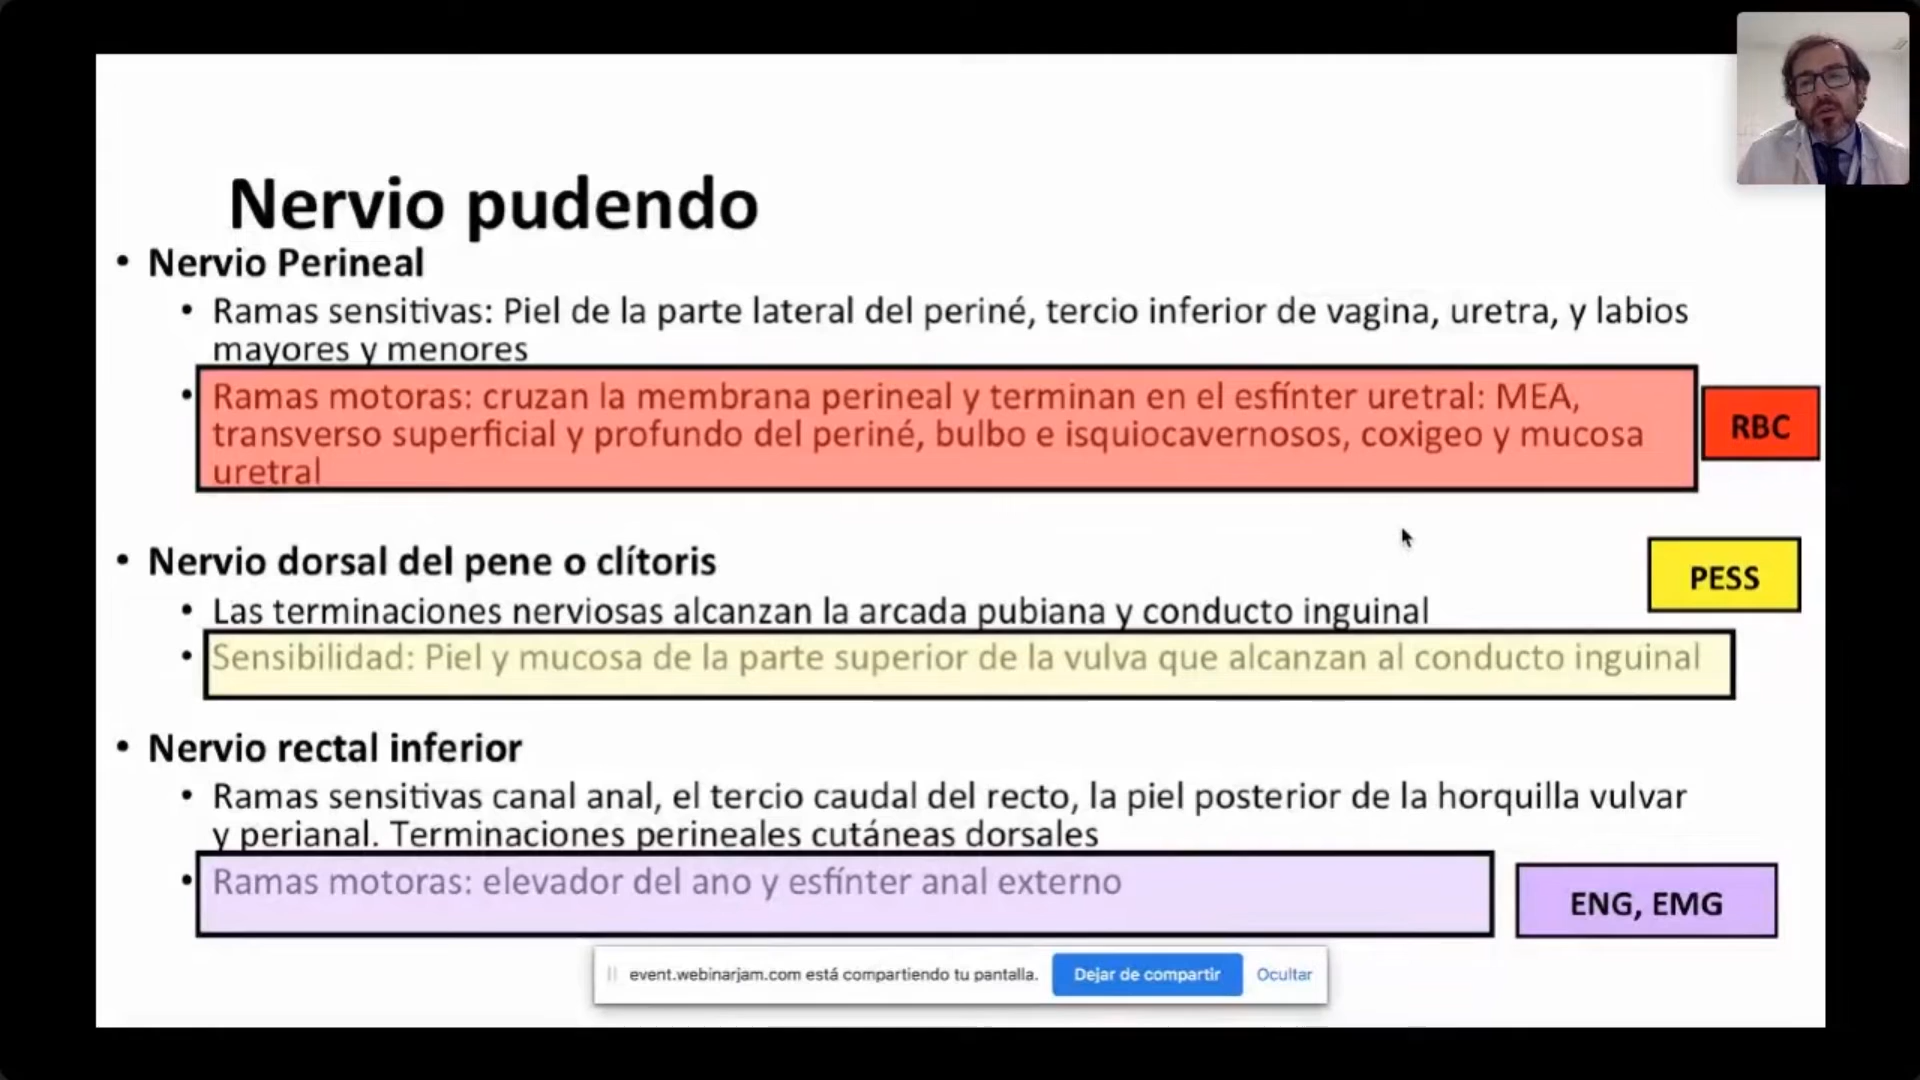 Nervio pudendo
• Nervio Perineal
• Ramas sensitivas: Piel de la parte lateral del periné, tercio inferior de vagina, uretra, y labios
mayores y menores
• Ramas motoras: cruzan la membrana perineal y terminan en el esfínter uretral: MEA,
transverso superficial y profundo del periné, bulbo e isquiocavernosos, coxigeo y mucosa
uretral
RBC
• Nervio dorsal del pene o clítoris
PESS
• Las terminaciones nerviosas alcanzan la arcada pubiana y conducto inguinal
• Sensibilidad: Piel y mucosa de la parte superior de la vulva que alcanzan al conducto inguinal
• Nervio rectal inferior
• Ramas sensitivas canal anal, el tercio caudal del recto, la piel posterior de la horquilla vulvar
y perianal. Terminaciones perineales cutáneas dorsales
• Ramas motoras: elevador del ano y esfínter anal externo
ENG, EMG
event.webinarjam.com está compartiendo tu pantalla. Dejar de compartir Ocultar